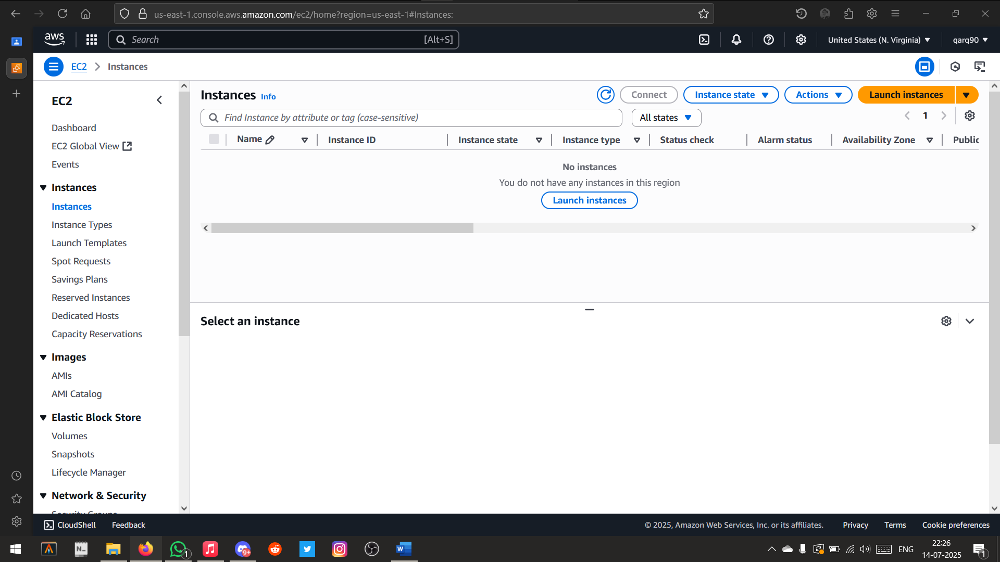 us-east-1.console.aws.amazon.com/ec2/home?region=us-east-1#Instances:
aws
Search
[Alt+S]
United States (N. Virginia)
qarq90
EC2
Instances
EC2
Dashboard
EC2 Global View
Events
Instances
Instances
Instance Types
Launch Templates
Spot Requests
Savings Plans
Reserved Instances
Dedicated Hosts
Capacity Reservations
Images
AMIs
AMI Catalog
Elastic Block Store
Volumes
Snapshots
Lifecycle Manager
Network & Security
Instances Info
Connect
Instance state
Actions
Launch instances
Find Instance by attribute or tag (case-sensitive)
All states
1
Name
Instance ID
Instance state
Instance type
Status check
Alarm status
Availability Zone
Public
No instances
You do not have any instances in this region
Launch instances
Select an instance
CloudShell
Feedback
© 2025, Amazon Web Services, Inc. or its affiliates.
Privacy
Terms
Cookie preferences
N_
1
9+
W
ENG
22:26
14-07-2025
1